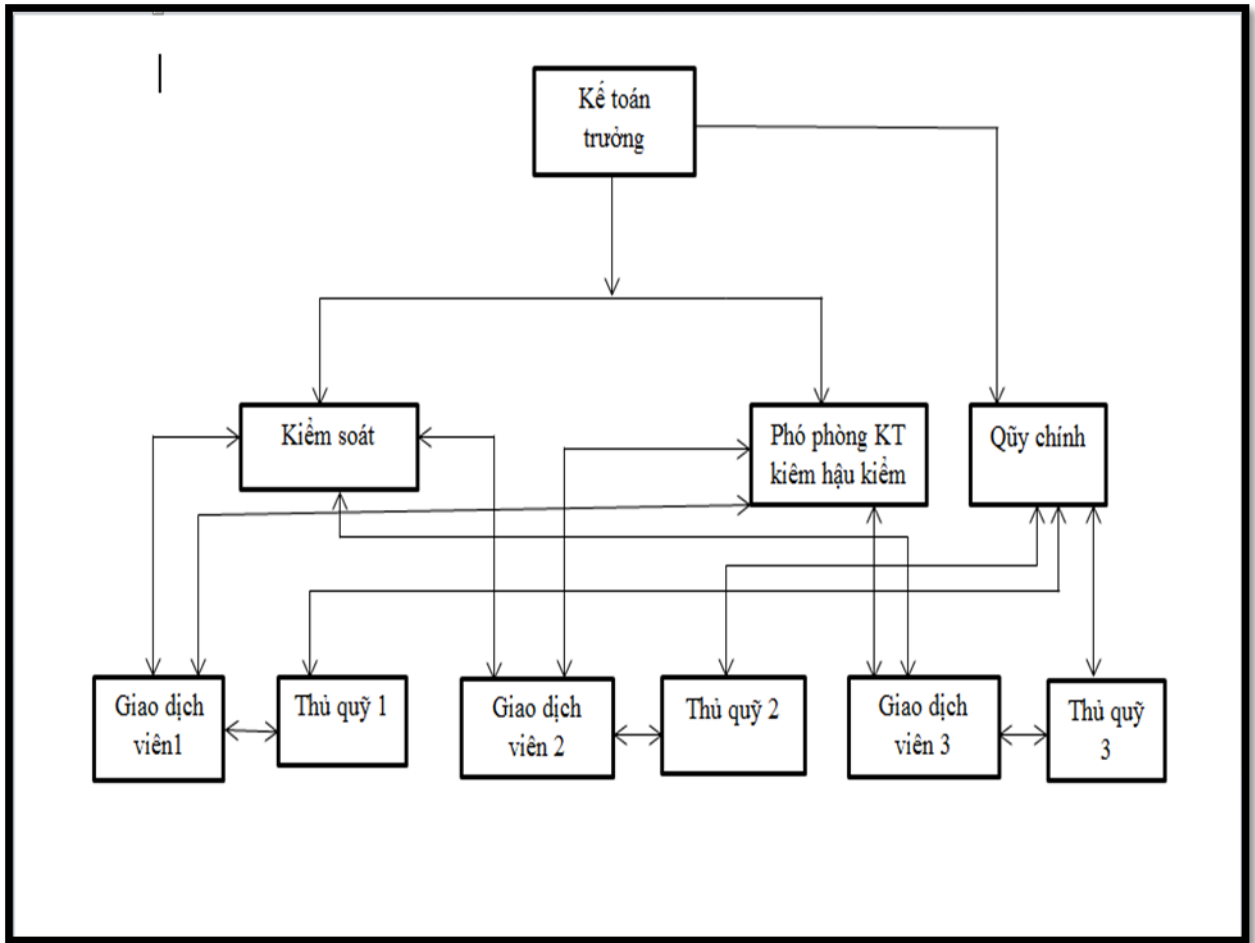 Kế toán
trưởng
Kiểm soát
Phó phòng KT
kiêm hậu kiểm
Qũy chính
Giao dịch
viên1
Thủ quỹ 1
Giao dịch
viên 2
Thủ quỹ 2
Giao dịch
viên 3
Thủ quỹ
3